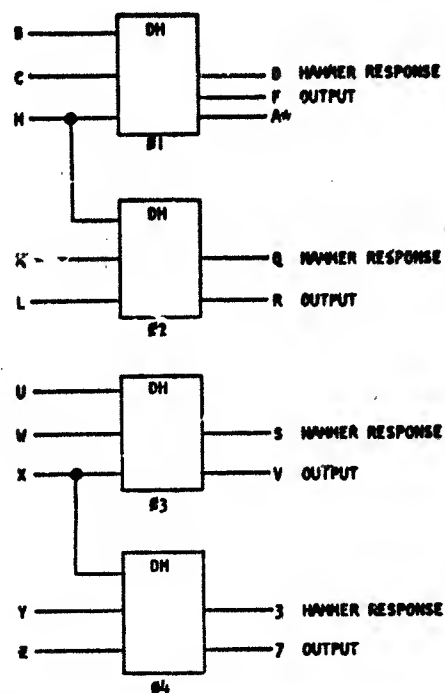 B DH
C D HAMMER RESPONSE
F OUTPUT
H A*
#1
DH
K Q HAMMER RESPONSE
L R OUTPUT
#2
U DH
W S HAMMER RESPONSE
X V OUTPUT
#3
DH
Y 3 HAMMER RESPONSE
Z 7 OUTPUT
#4